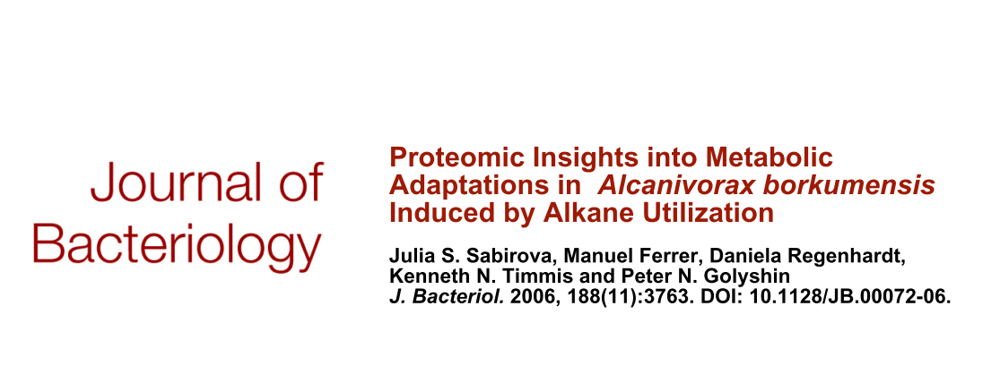 Journal of
Bacteriology
Proteomic Insights into Metabolic
Adaptations in Alcanivorax borkumensis
Induced by Alkane Utilization
Julia S. Sabirova, Manuel Ferrer, Daniela Regenhardt,
Kenneth N. Timmis and Peter N. Golyshin
J. Bacteriol. 2006, 188(11):3763. DOI: 10.1128/JB.00072-06.